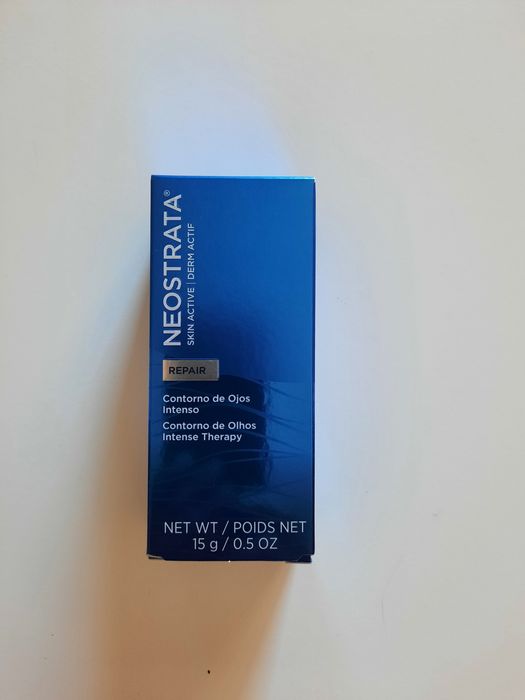 NEOSTRATA®
SKIN ACTIVE | DERM ACTIF
REPAIR
Contorno de Ojos
Intenso
Contorno de Olhos
Intense Therapy
NET WT / POIDS NET
15 g / 0.5 OZ